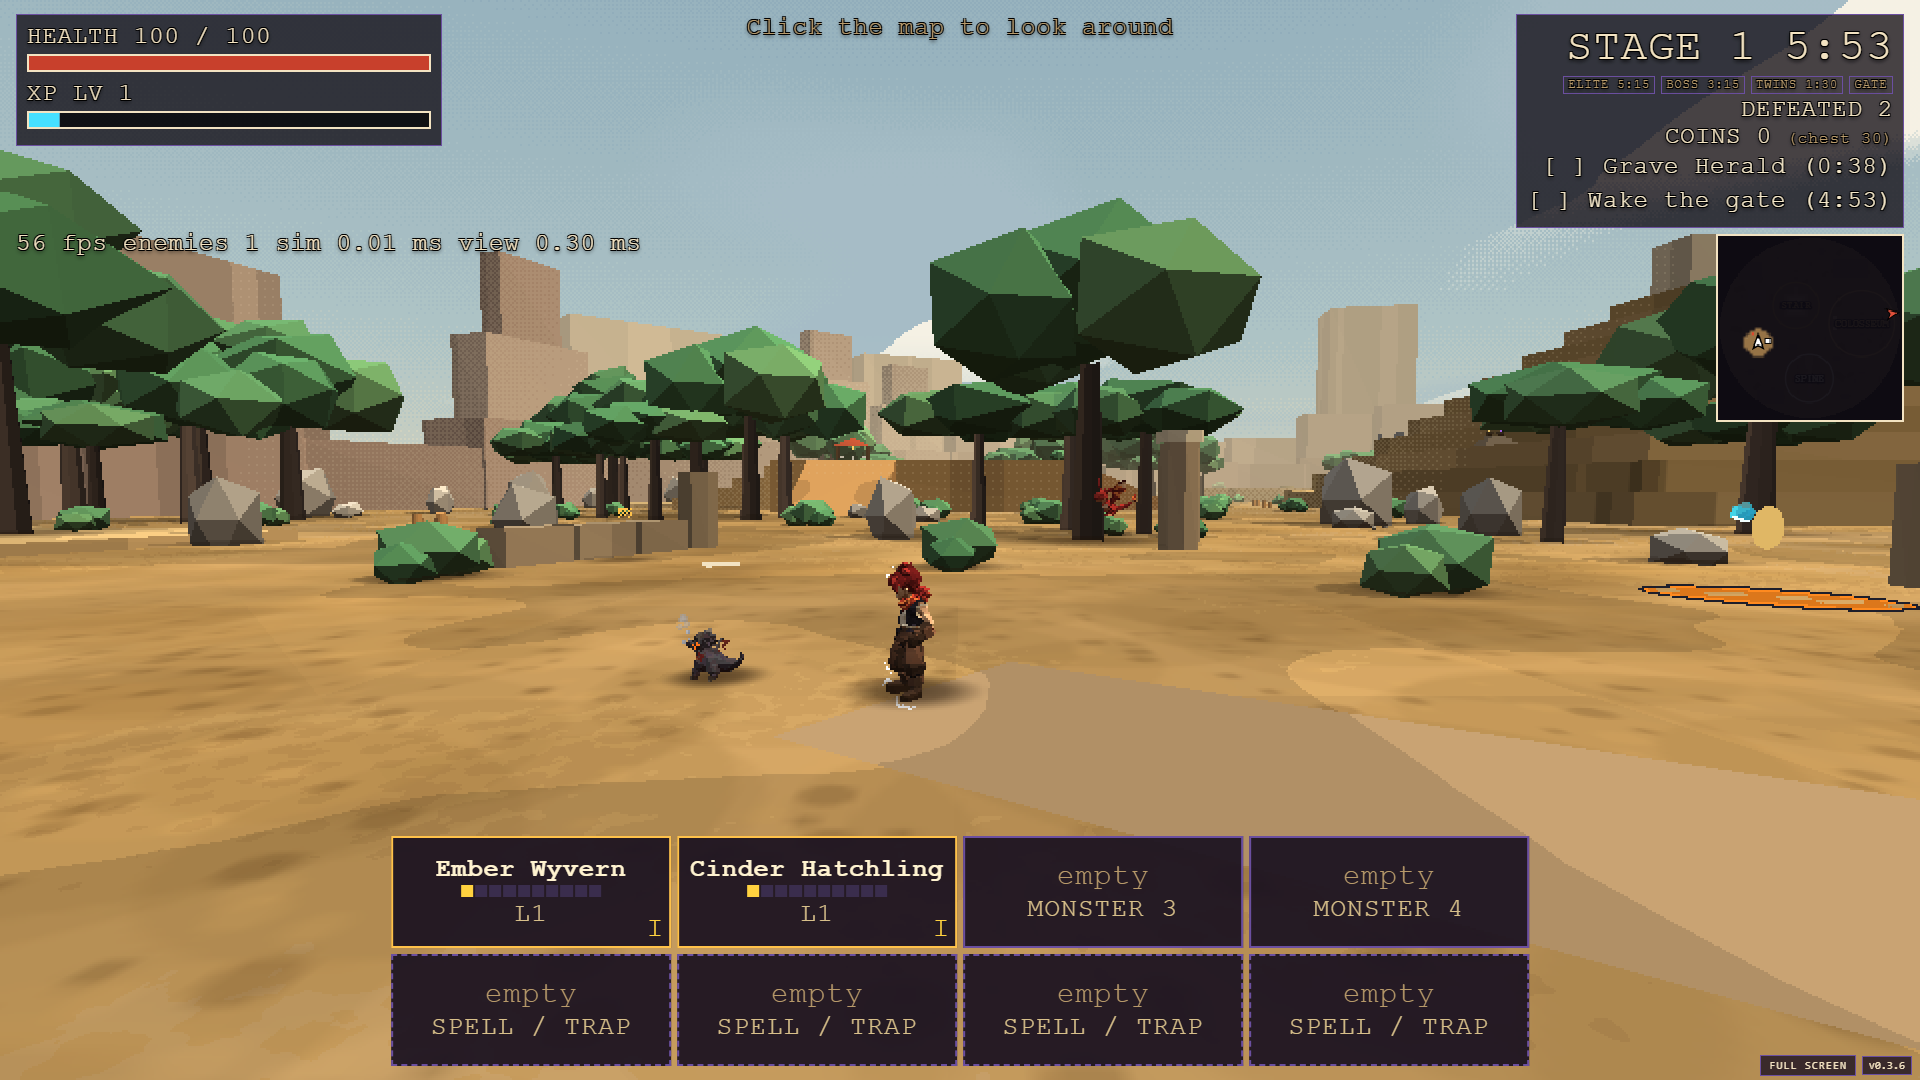 HEALTH 100 / 100
XP LV 1
Click the map to look around
STAGE 1 5:53
ELITE 5:15 BOSS 3:15 TWINS 1:30 GATE
DEFEATED 2
COINS 0 (chest 30)
[ ] Grave Herald (0:38)
[ ] Wake the gate (4:53)
56 fps enemies 1 sim 0.01 ms view 0.30 ms
Ember Wyvern
L1
I
Cinder Hatchling
L1
I
empty
MONSTER 3
empty
MONSTER 4
empty
SPELL / TRAP
empty
SPELL / TRAP
empty
SPELL / TRAP
empty
SPELL / TRAP
FULL SCREEN
v0.3.6